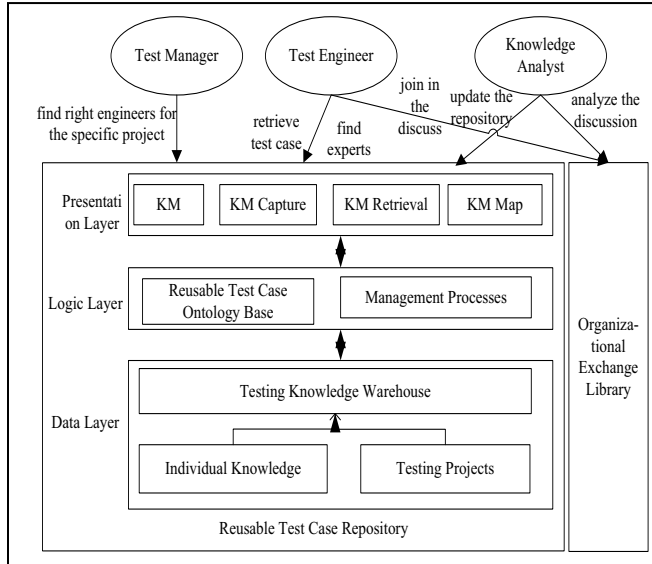 Test Manager
Test Engineer
Knowledge
Analyst
find right engineers for
the specific project
retrieve
test case
find
experts
join in
the
discuss
update the
repository
analyze the
discussion
Presentati
on Layer
KM
KM Capture
KM Retrieval
KM Map
Logic Layer
Reusable Test Case
Ontology Base
Management Processes
Organiza-
tional
Exchange
Library
Data Layer
Testing Knowledge Warehouse
Individual Knowledge
Testing Projects
Reusable Test Case Repository